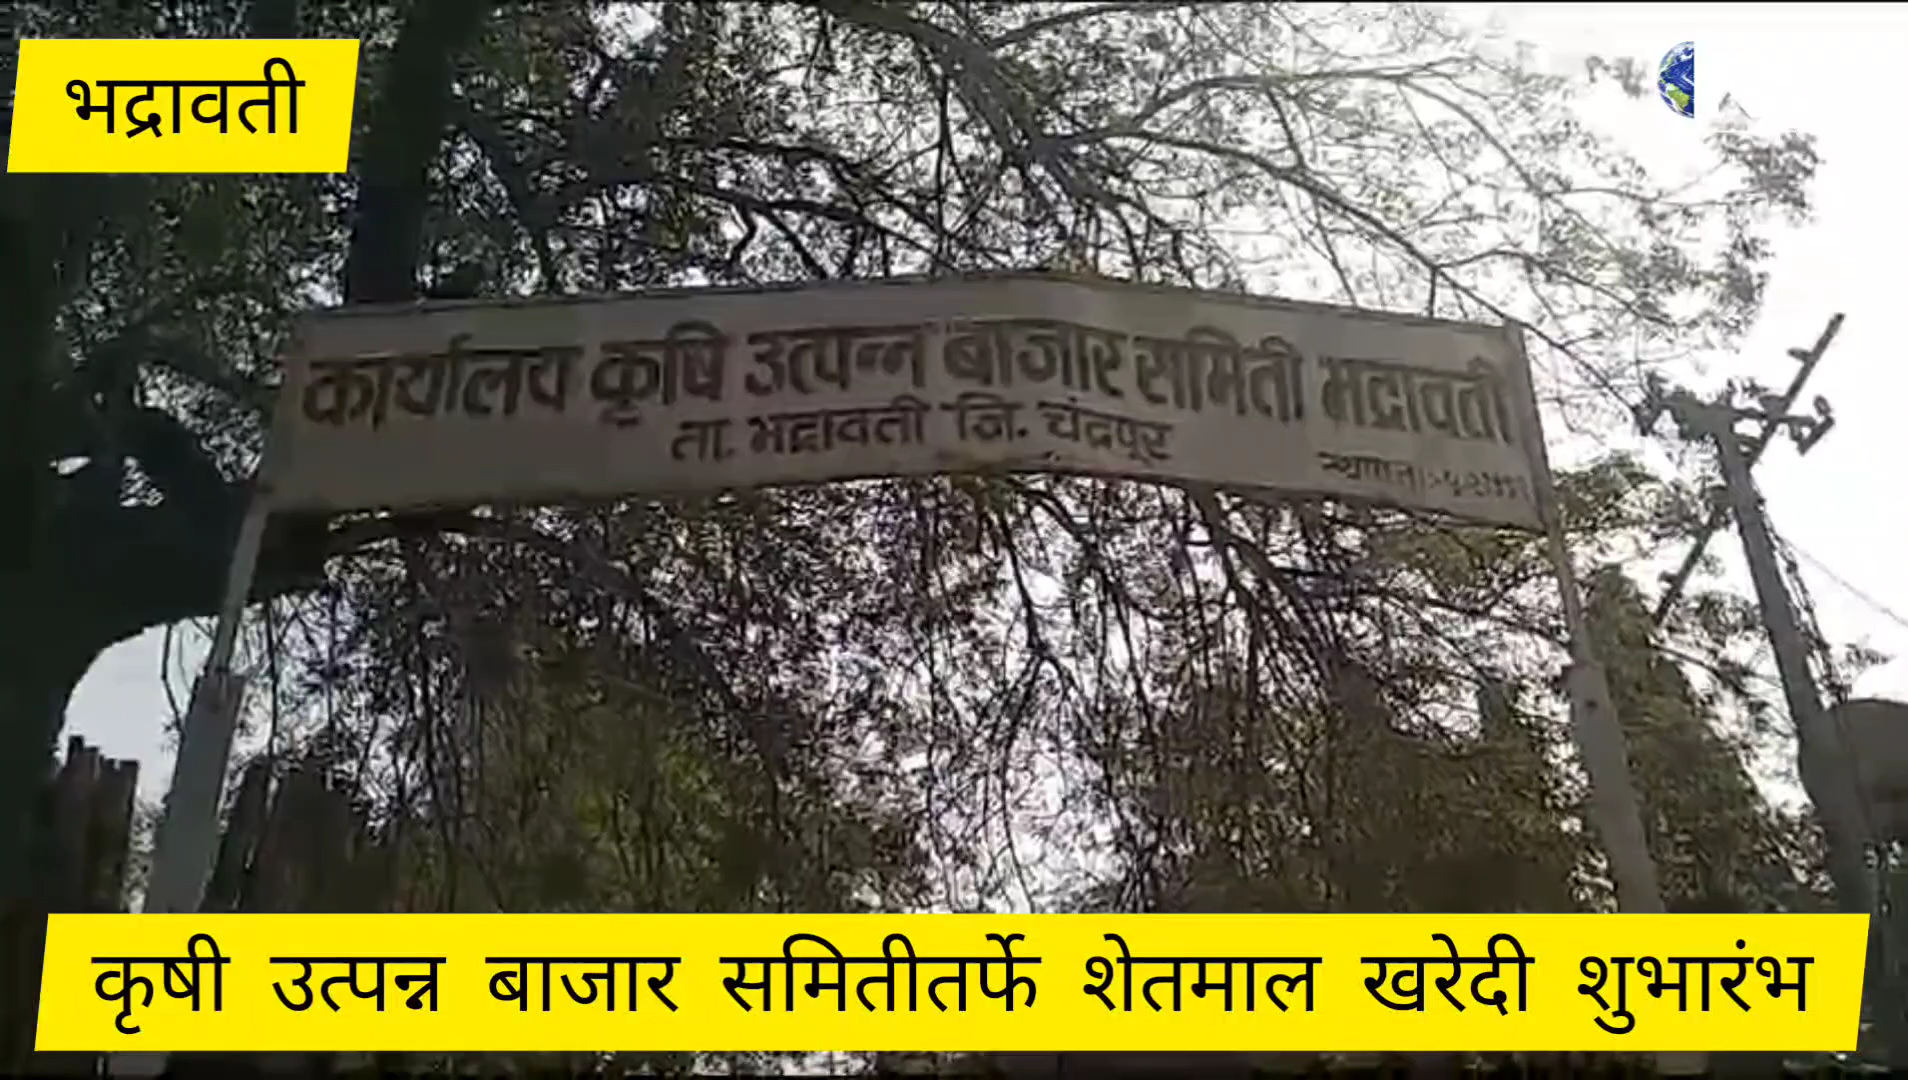 भद्रावती
कार्यालय कृषि उत्पन्न बाजार समिती भद्रावती
ता. भद्रावती जि. चंद्रपूर
कृषी उत्पन्न बाजार समितीतर्फे शेतमाल खरेदी शुभारंभ